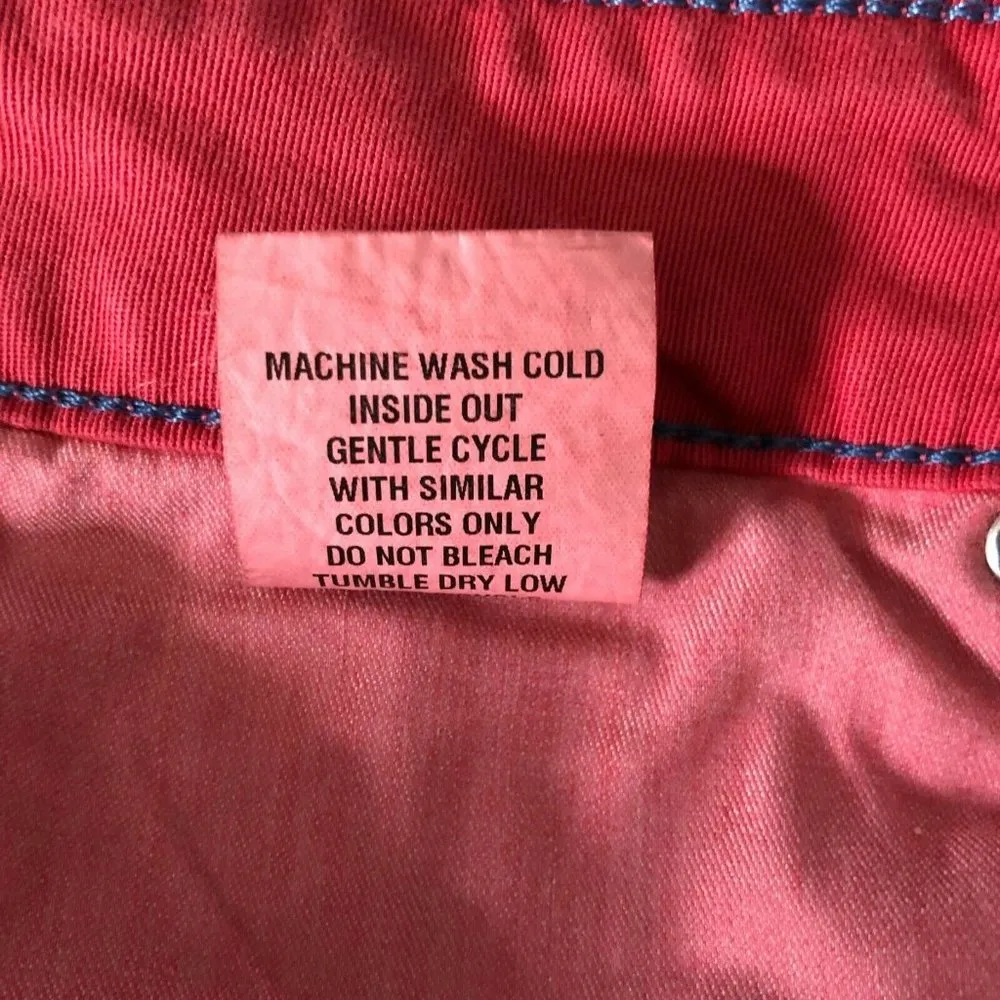 MACHINE WASH COLD
INSIDE OUT
GENTLE CYCLE
WITH SIMILAR
COLORS ONLY
DO NOT BLEACH
TUMBLE DRY LOW